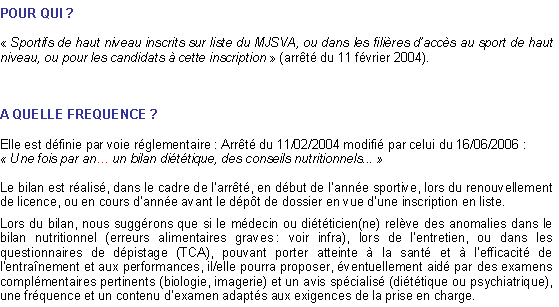 POUR QUI ?
« Sportifs de haut niveau inscrits sur liste du MJSVA, ou dans les filières d'accès au sport de haut
niveau, ou pour les candidats à cette inscription » (arrêté du 11 février 2004).
A QUELLE FREQUENCE ?
Elle est définie par voie réglementaire : Arrêté du 11/02/2004 modifié par celui du 16/06/2006 :
« Une fois par an... un bilan diététique, des conseils nutritionnels... »
Le bilan est réalisé, dans le cadre de l'arrêté, en début de l'année sportive, lors du renouvellement
de licence, ou en cours d'année avant le dépôt de dossier en vue d'une inscription en liste.
Lors du bilan, nous suggérons que si le médecin ou diététicien(ne) relève des anomalies dans le
bilan nutritionnel (erreurs alimentaires graves : voir infra), lors de l'entretien, ou dans les
questionnaires de dépistage (TCA), pouvant porter atteinte à la santé et à l'efficacité de
l'entraînement et aux performances, il/elle pourra proposer, éventuellement aidé par des examens
complémentaires pertinents (biologie, imagerie) et un avis spécialisé (diététique ou psychiatrique),
une fréquence et un contenu d'examen adaptés aux exigences de la prise en charge.